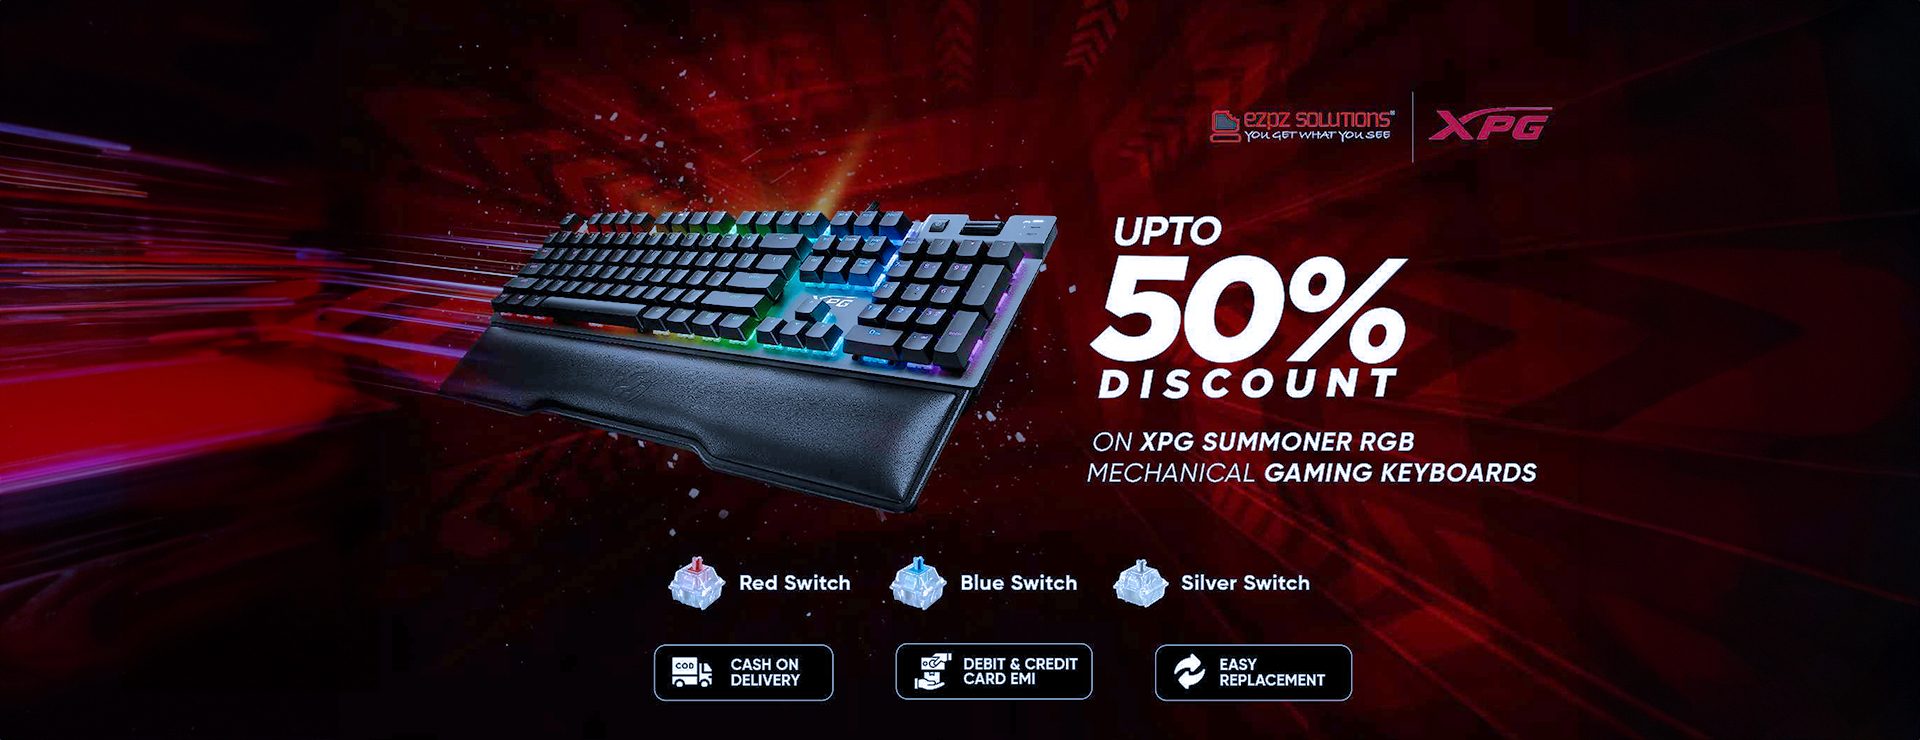 ezpz SOLUTIONS
YOU GET WHAT YOU SEE
XPG
UPTO
50%
DISCOUNT
ON XPG SUMMONER RGB
MECHANICAL GAMING KEYBOARDS
XPG
Red Switch
Blue Switch
Silver Switch
COD
CASH ON
DELIVERY
DEBIT & CREDIT
CARD EMI
EASY
REPLACEMENT